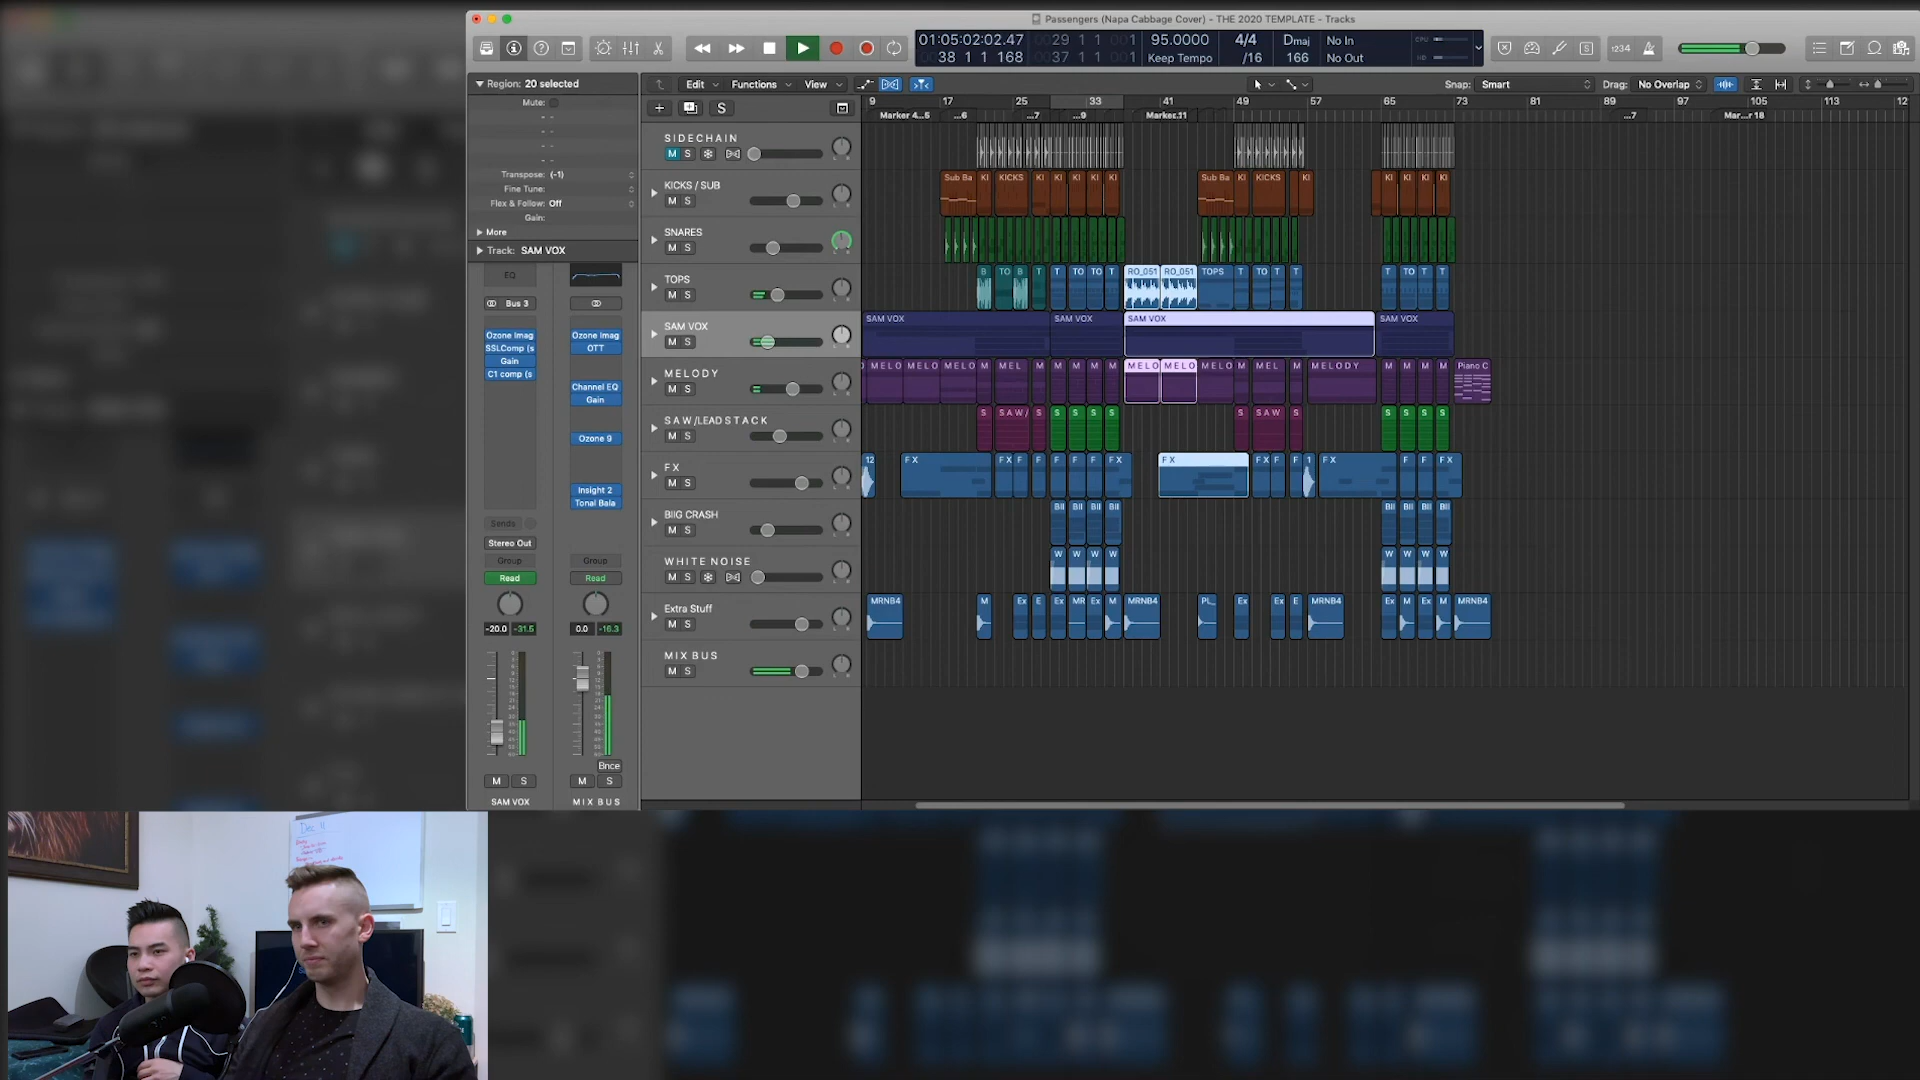 Passengers (Napa Cabbage Cover) - THE 2020 TEMPLATE - Tracks
01:05:02:02.47
38 1 1 168
29 1 1 001
37 1 1 001
95.0000
Keep Tempo
4/4
/16
Dmaj
166
No In
No Out
CPU
HD
1234
Region: 20 selected
Mute:
Transpose: (-1)
Fine Tune:
Flex & Follow: Off
Gain:
More
Track: SAM VOX
Edit
Functions
View
Snap: Smart
Drag: No Overlap
S
9 17 25 33 41 49 57 65 73 81 89 97 105 113 12
Marker 4...5 ...6 ...7 ...9 Marker.11 ...7 Mar...r 18
EQ
Bus 3
Ozone Imag
SSLComp (s
Gain
C1 comp (s
Ozone Imag
OTT
Channel EQ
Gain
Ozone 9
Insight 2
Tonal Bala
Sends
Stereo Out
Group
Group
Read
Read
-20.0 -31.5
0.0 -16.3
Bnce
M S
M S
SAM VOX
MIX BUS
SIDECHAIN
M S
KICKS / SUB
M S
Sub Ba KI KICKS KI KI KI KI KI Sub Ba KI KICKS KI KI KI KI KI
SNARES
M S
TOPS
M S
B TO B T T TO TO T RO_051 RO_051 TOPS T TO T T T TO T T
SAM VOX
M S
SAM VOX SAM VOX SAM VOX SAM VOX
MELODY
M S
MELO MELO MELO M MEL M M M M M MELO MELO MELO M MEL M MELODY M M M M Piano C
SAW/LEAD STACK
M S
S SAW/ S S S S S S SAW S S S S S
FX
M S
12 FX FX F F F F F FX FX FX F F 1 FX F F FX
BIIG CRASH
M S
BII BII BII BII BII BII BII BII
WHITE NOISE
M S
W W W W W W W W
Extra Stuff
M S
MRNB4 M Ex E Ex MR Ex M MRNB4 PL_ Ex Ex E MRNB4 Ex M Ex M MRNB4
MIX BUS
M S
Dec 11